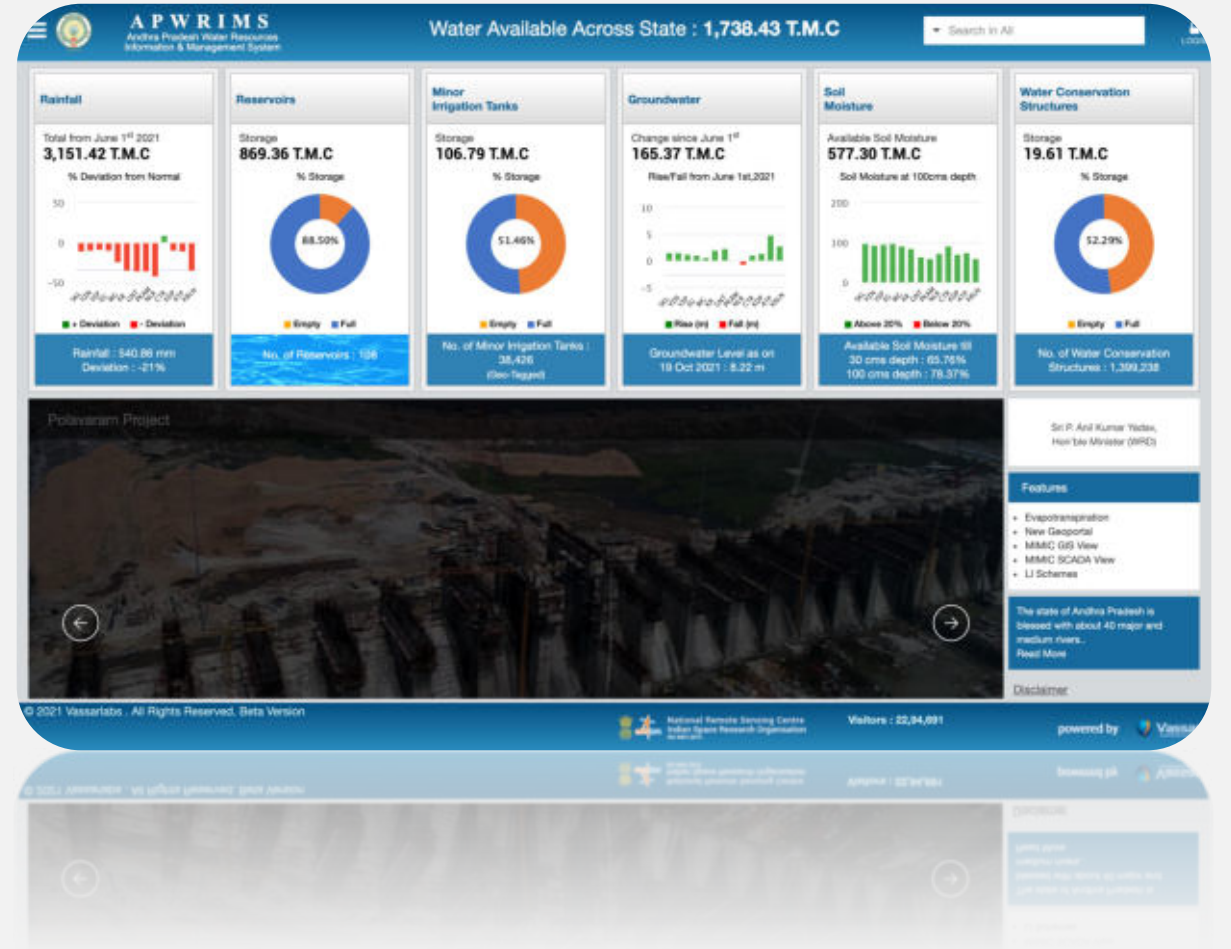 A P W R I M S
Andhra Pradesh Water Resources
Information & Management System
Water Available Across State : 1,738.43 T.M.C
Search in All
Rainfall
Total from June 1st 2021
3,151.42 T.M.C
% Deviation from Normal
50
0
-50
+ Deviation - Deviation
Rainfall : 540.86 mm
Deviation : -21%
Reservoirs
Storage
869.36 T.M.C
% Storage
88.50%
Empty Full
No. of Reservoirs : 108
Minor
Irrigation Tanks
Storage
106.79 T.M.C
% Storage
51.46%
Empty Full
No. of Minor Irrigation Tanks :
38,426
(Geo-Tagged)
Groundwater
Change since June 1st
165.37 T.M.C
Rise/Fall from June 1st,2021
10
5
0
-5
Rise (m) Fall (m)
Groundwater Level as on
19 Oct 2021 : 8.22 m
Soil
Moisture
Available Soil Moisture
577.30 T.M.C
Soil Moisture at 100cms depth
200
100
0
Above 20% Below 20%
Available Soil Moisture till
30 cms depth : 65.76%
100 cms depth : 78.37%
Water Conservation
Structures
Storage
19.61 T.M.C
% Storage
52.29%
Empty Full
No. of Water Conservation
Structures : 1,399,238
Polavaram Project
Sri P. Anil Kumar Yadav,
Hon'ble Minister (WRD)
Features
Evapotranspiration
New Geoportal
MIMIC GIS View
MIMIC SCADA View
LI Schemes
The state of Andhra Pradesh is
blessed with about 40 major and
medium rivers..
Read More
Disclaimer
© 2021 Vassarlabs . All Rights Reserved. Beta Version
National Remote Sensing Centre
Indian Space Research Organisation
Visitors : 22,94,691
powered by